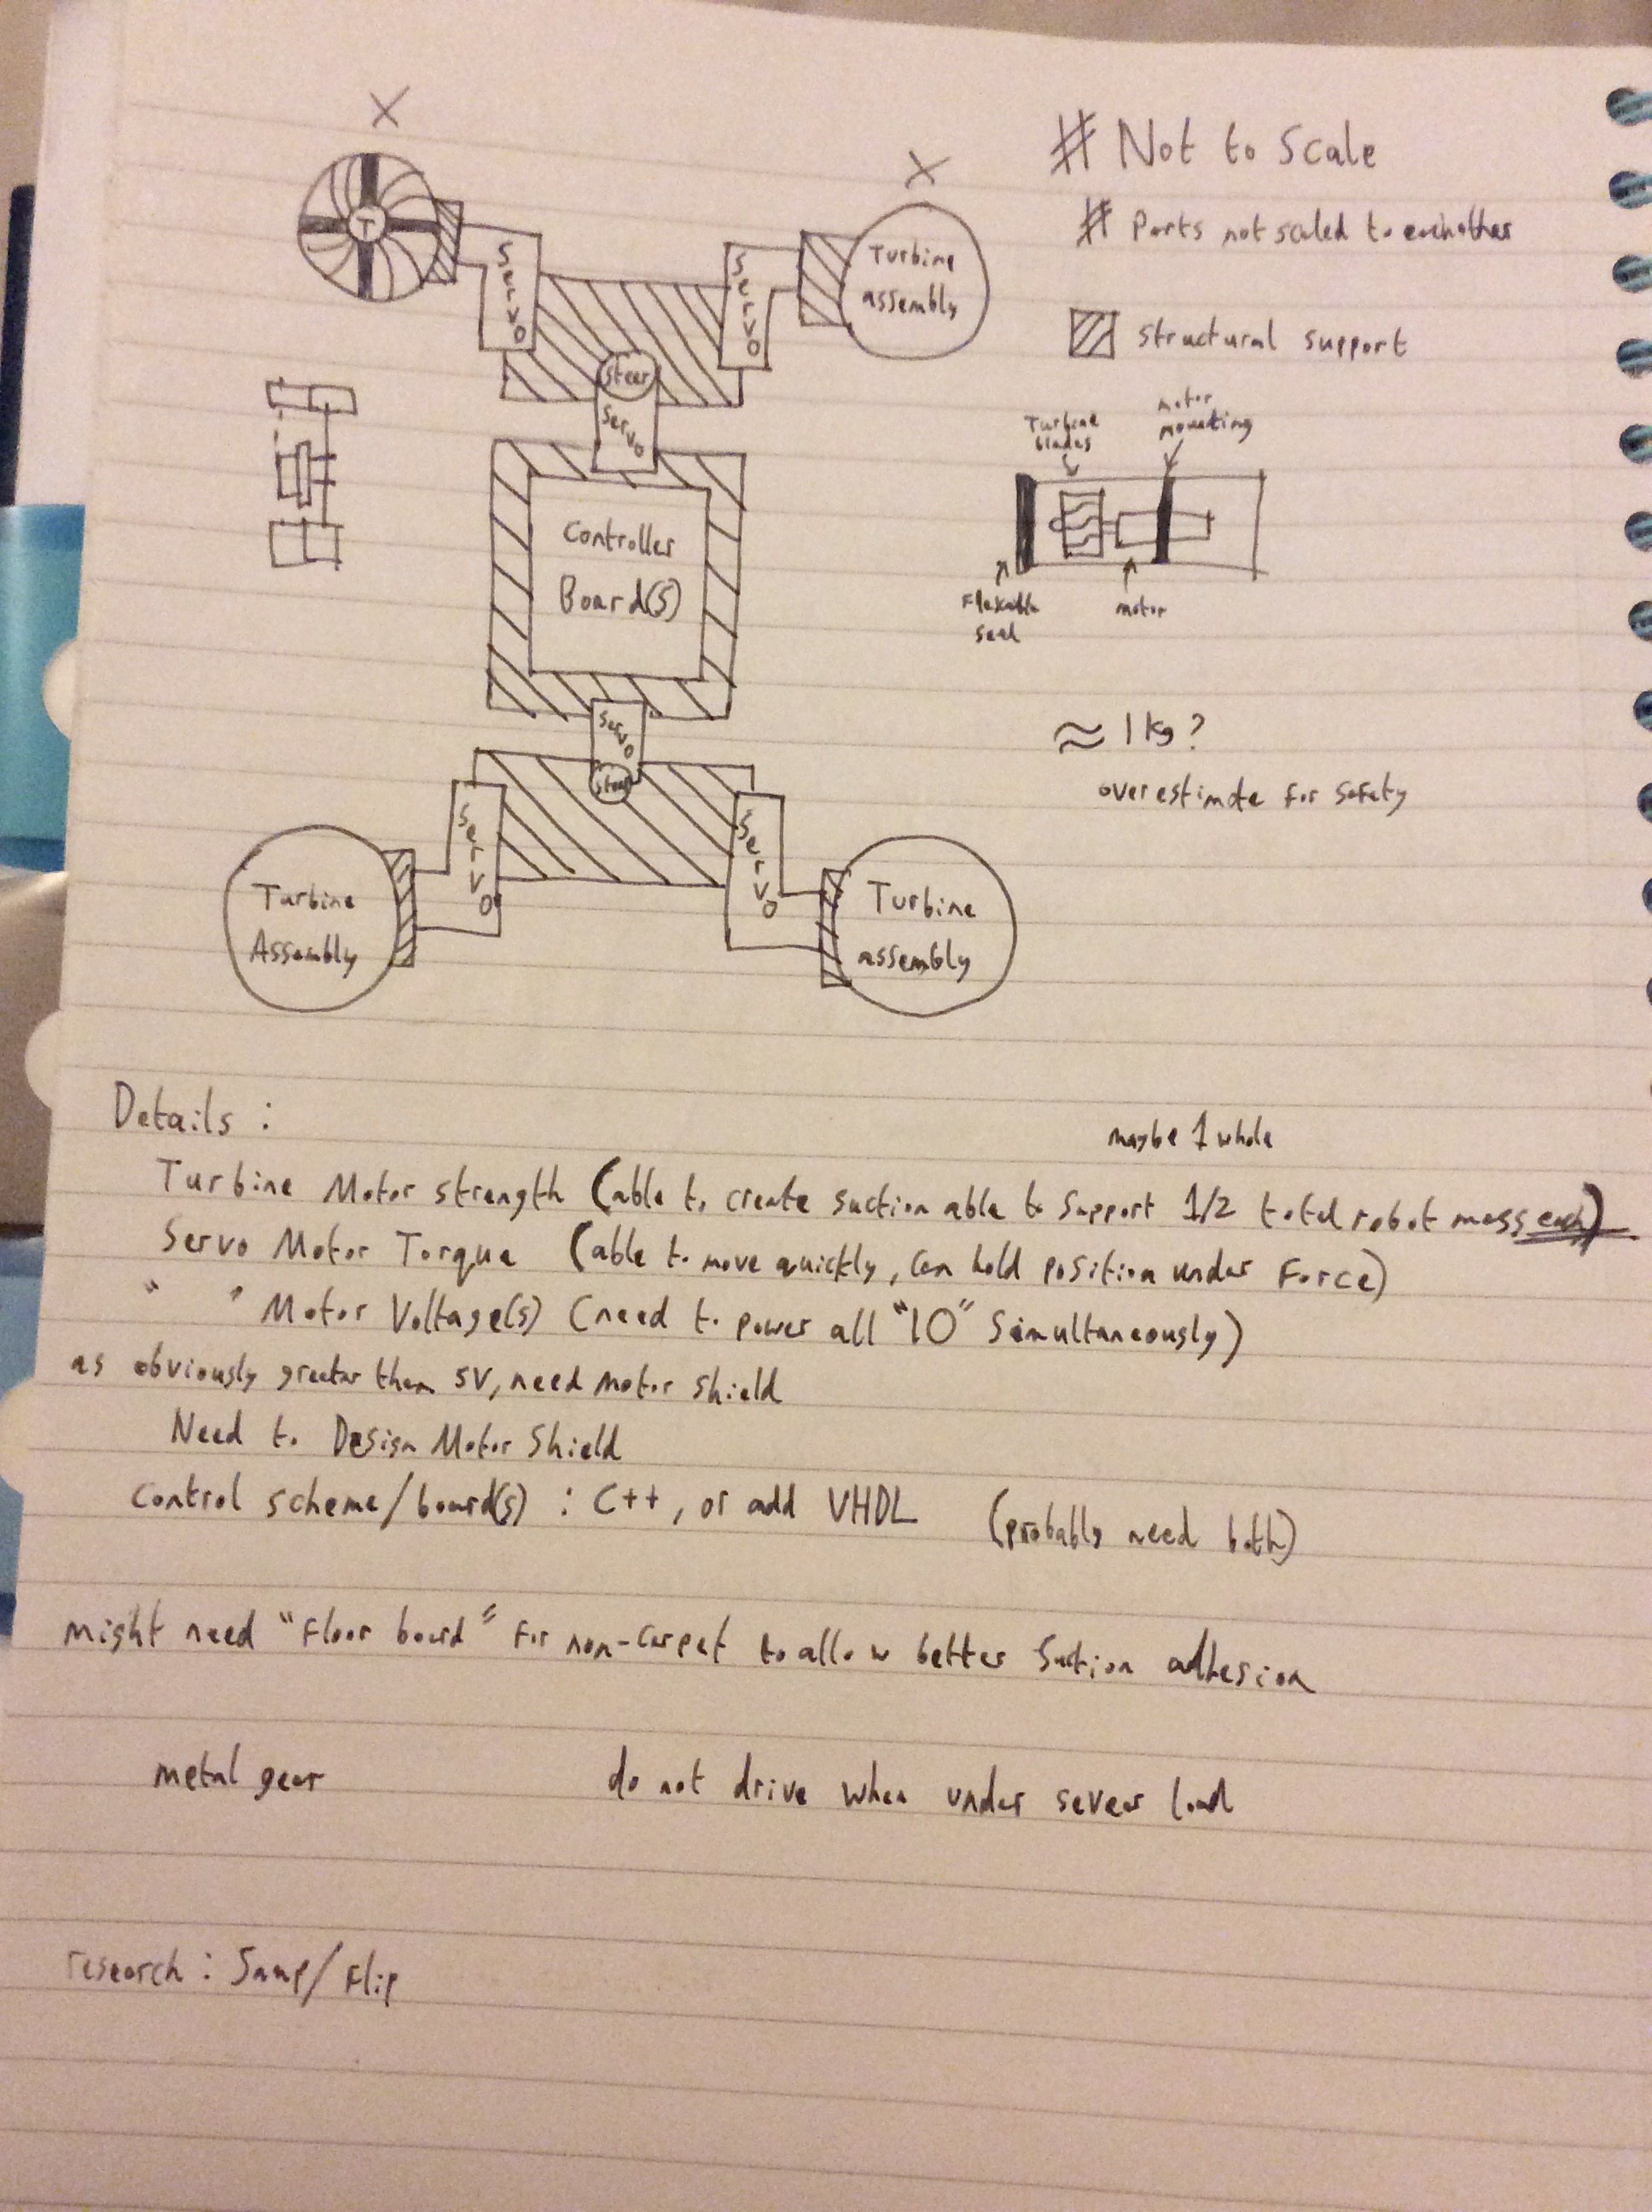 X
X
# Not to Scale
# Parts not scaled to eachother
T
Servo
Servo
Turbine
assembly
structural support
Steer
Servo
Turbine
blades
motor
mounting
Controller
Board(s)
Flexable
seal
motor
Servo
Steer
≈ 1 kg?
overestimate for safety
Servo
Servo
Turbine
Assembly
Turbine
assembly
Details :
maybe 1 whole
Turbine Motor strength (able to create suction able to support 1/2 total robot mass each)
Servo Motor Torque (able to move quickly, can hold position under force)
" " Motor Voltage(s) (need to power all "10" Simultaneously)
as obviously greater than 5V, need motor shield
Need to Design Motor Shield
control scheme/board(s) : C++, or add VHDL (probably need both)
might need "floor board" for non-carpet to allow better Suction adhesion
metal gear do not drive when under sever load
research : /flip